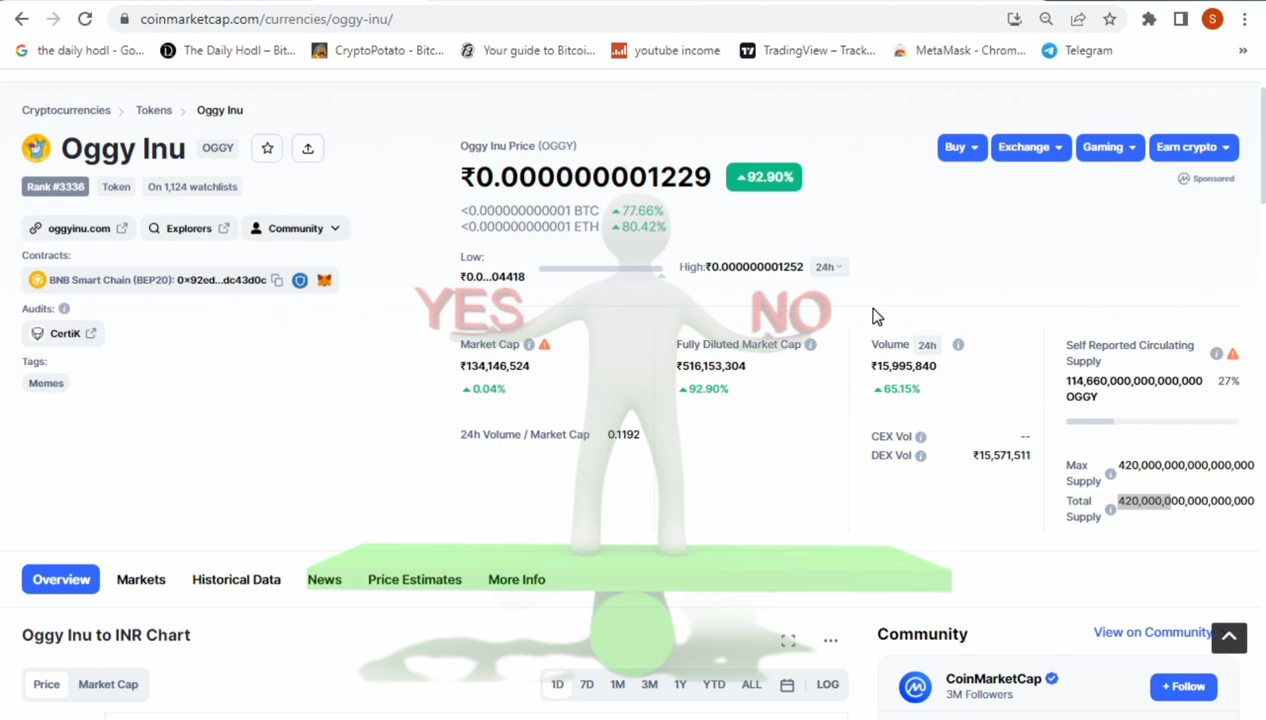 coinmarketcap.com/currencies/oggy-inu/
S
the daily hodl - Go...
The Daily Hodl – Bit...
CryptoPotato - Bitc...
Your guide to Bitcoi...
youtube income
TradingView – Track...
MetaMask - Chrom...
Telegram
»
Cryptocurrencies > Tokens > Oggy Inu
Oggy Inu OGGY
Rank #3336 Token On 1,124 watchlists
oggyinu.com Explorers Community
Contracts:
BNB Smart Chain (BEP20): 0x92ed...dc43d0c
Audits:
CertiK
Tags:
Memes
Oggy Inu Price (OGGY)
₹0.000000001229 92.90%
<0.000000000001 BTC 77.66%
<0.000000000001 ETH 80.42%
Low:
₹0.0...04418
High:₹0.000000001252 24h
Buy Exchange Gaming Earn crypto
Sponsored
YES NO
Market Cap
₹134,146,524
0.04%
24h Volume / Market Cap 0.1192
Fully Diluted Market Cap
₹516,153,304
92.90%
Volume 24h
₹15,995,840
65.15%
CEX Vol --
DEX Vol ₹15,571,511
Self Reported Circulating
Supply
114,660,000,000,000,000 27%
OGGY
Max
Supply
420,000,000,000,000,000
Total
Supply
420,000,000,000,000,000
Overview Markets Historical Data News Price Estimates More Info
Oggy Inu to INR Chart
Price Market Cap
1D 7D 1M 3M 1Y YTD ALL LOG
Community View on Community
CoinMarketCap
3M Followers
+ Follow